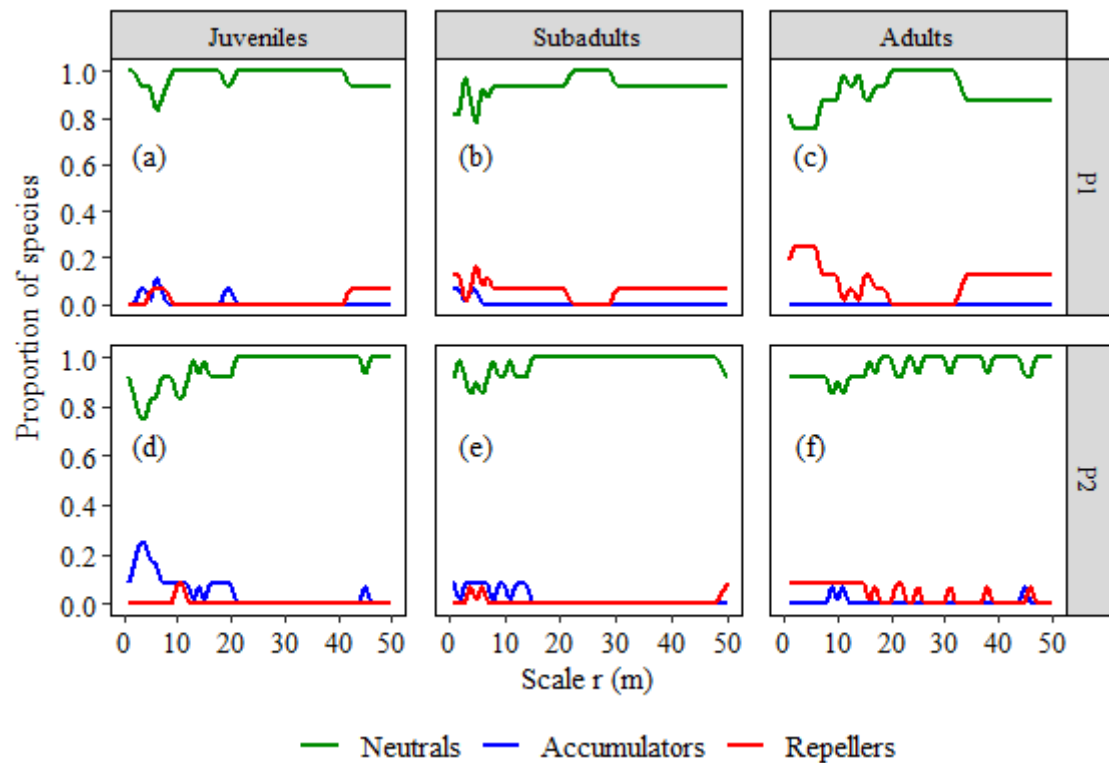 Juveniles Subadults Adults
Proportion of species
1.0
0.8
0.6
0.4
0.2
0.0
(a) (b) (c)
P1
1.0
0.8
0.6
0.4
0.2
0.0
(d) (e) (f)
P2
0 10 20 30 40 50 0 10 20 30 40 50 0 10 20 30 40 50
Scale r (m)
Neutrals Accumulators Repellers